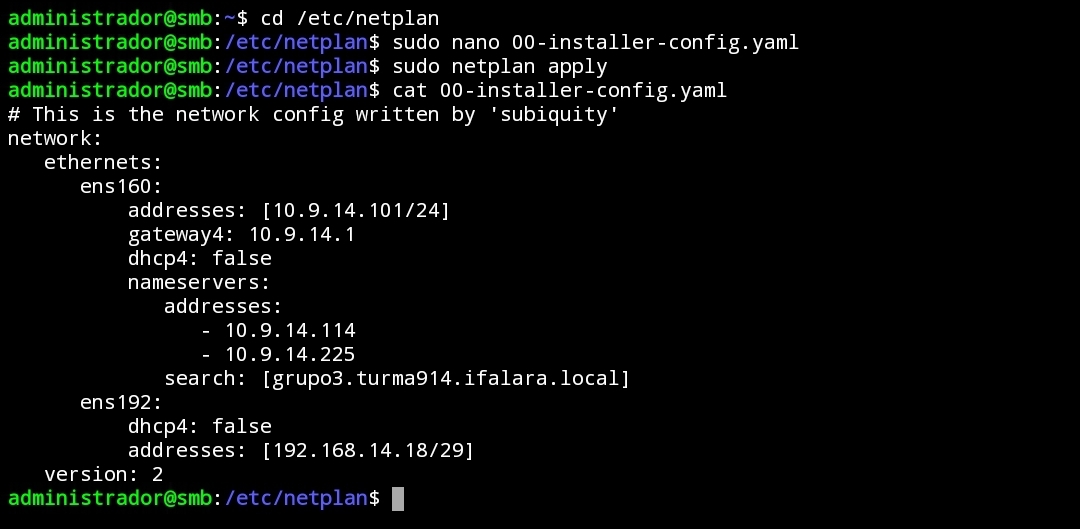 administrador@smb:~$ cd /etc/netplan
administrador@smb:/etc/netplan$ sudo nano 00-installer-config.yaml
administrador@smb:/etc/netplan$ sudo netplan apply
administrador@smb:/etc/netplan$ cat 00-installer-config.yaml
# This is the network config written by 'subiquity'
network:
   ethernets:
      ens160:
          addresses: [10.9.14.101/24]
          gateway4: 10.9.14.1
          dhcp4: false
          nameservers:
             addresses:
                - 10.9.14.114
                - 10.9.14.225
             search: [grupo3.turma914.ifalara.local]
      ens192:
          dhcp4: false
          addresses: [192.168.14.18/29]
   version: 2
administrador@smb:/etc/netplan$